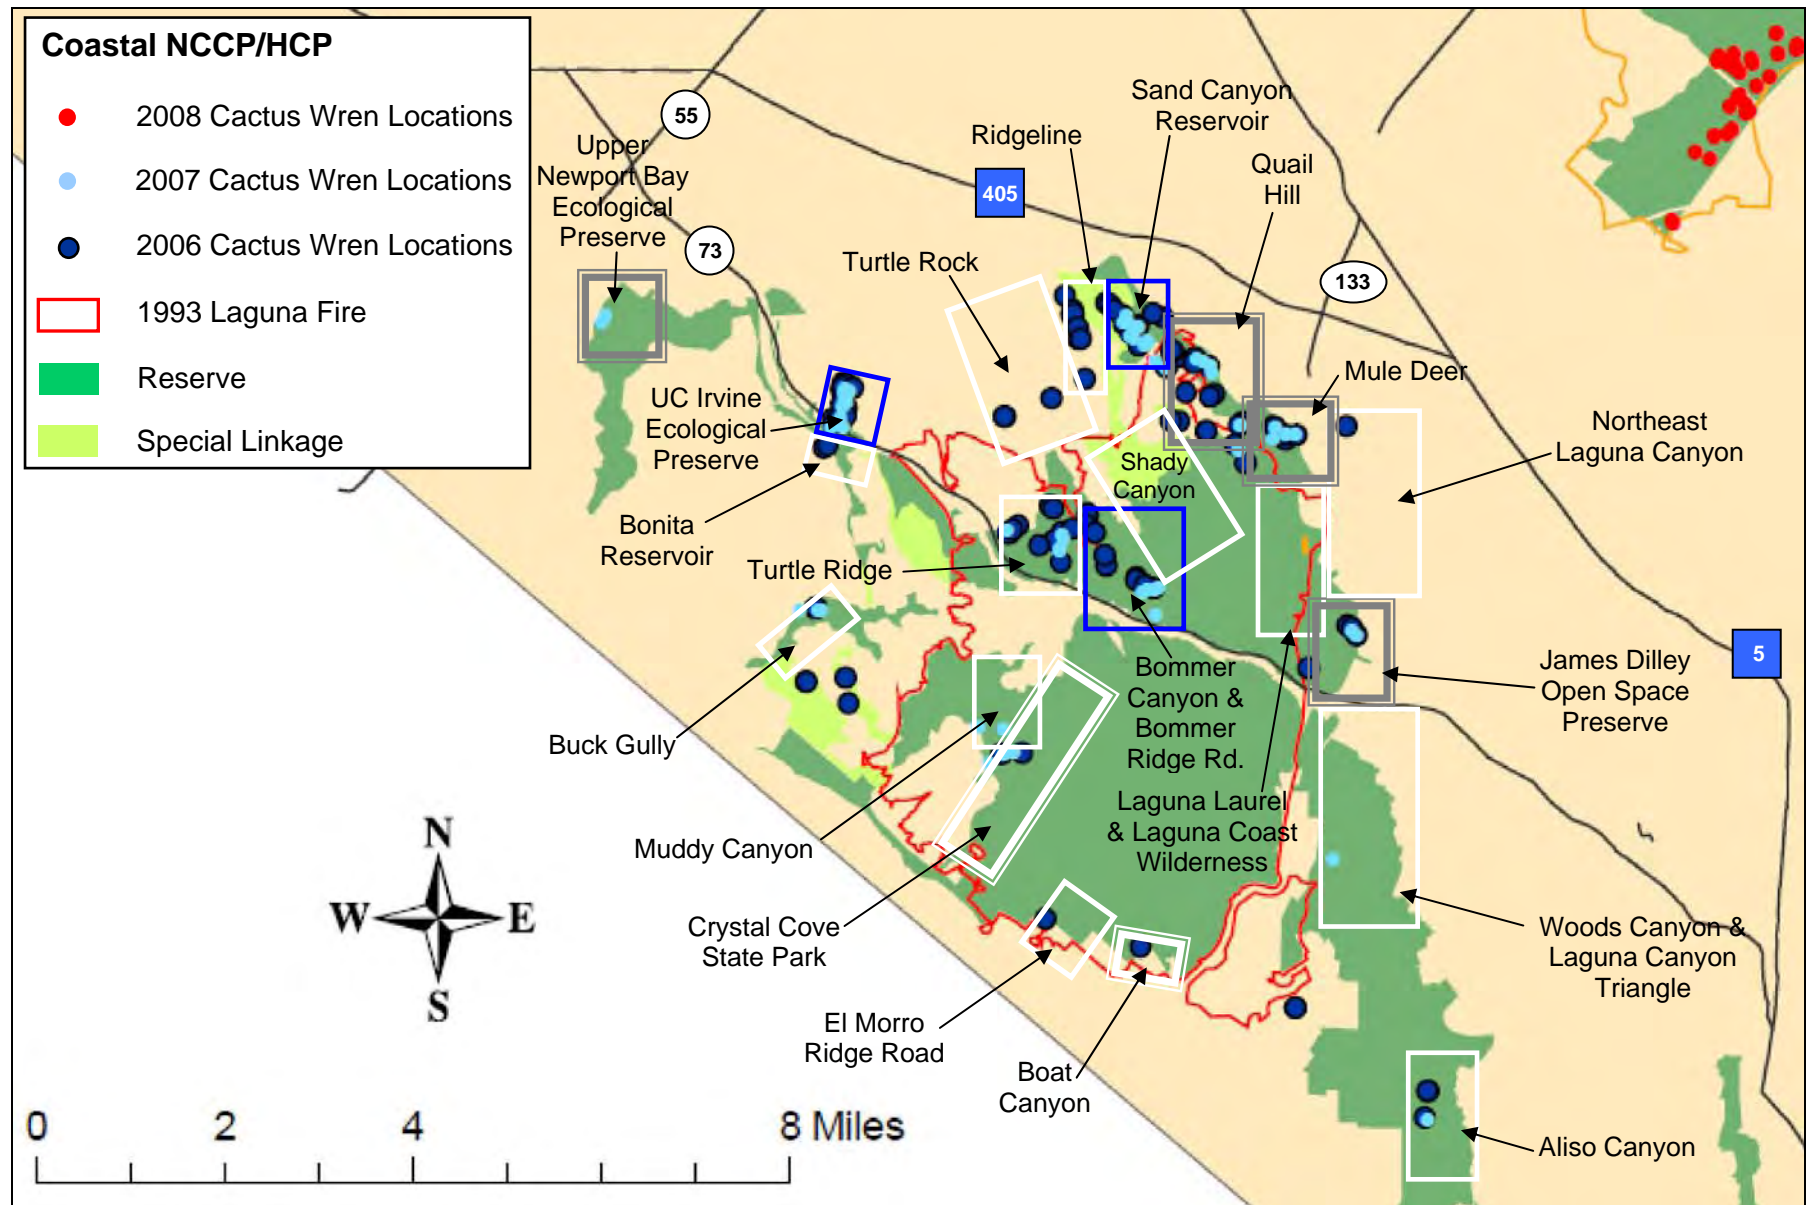 Coastal NCCP/HCP
2008 Cactus Wren Locations
2007 Cactus Wren Locations
2006 Cactus Wren Locations
1993 Laguna Fire
Reserve
Special Linkage
55
73
405
133
5
Upper
Newport Bay
Ecological
Preserve
Ridgeline
Sand Canyon
Reservoir
Quail
Hill
Turtle Rock
Mule Deer
Northeast
Laguna Canyon
UC Irvine
Ecological
Preserve
Shady
Canyon
Bonita
Reservoir
Turtle Ridge
Bommer
Canyon &
Bommer
Ridge Rd.
James Dilley
Open Space
Preserve
Buck Gully
Laguna Laurel
& Laguna Coast
Wilderness
Muddy Canyon
Crystal Cove
State Park
Woods Canyon &
Laguna Canyon
Triangle
El Morro
Ridge Road
Boat
Canyon
Aliso Canyon
N
W E
S
0 2 4 8 Miles